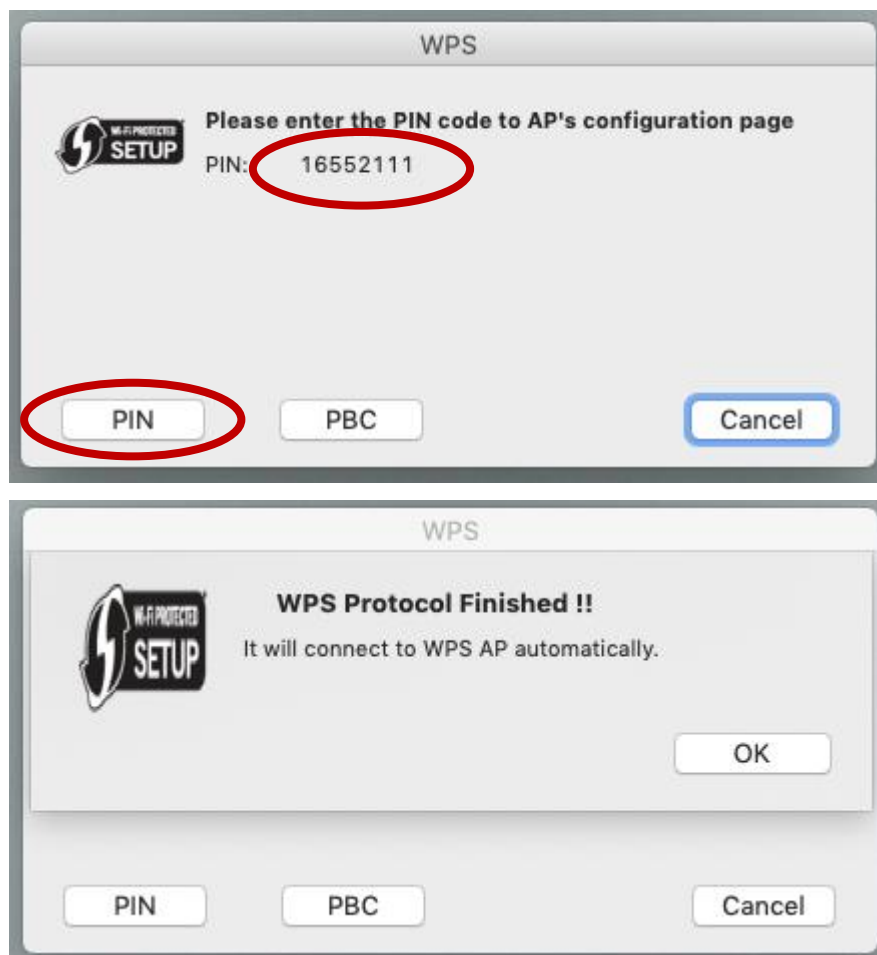 WPS
WI-FI PROTECTED
SETUP
Please enter the PIN code to AP's configuration page
PIN: 16552111
PIN PBC Cancel
WPS
WI-FI PROTECTED
SETUP
WPS Protocol Finished !!
It will connect to WPS AP automatically.
OK
PIN PBC Cancel